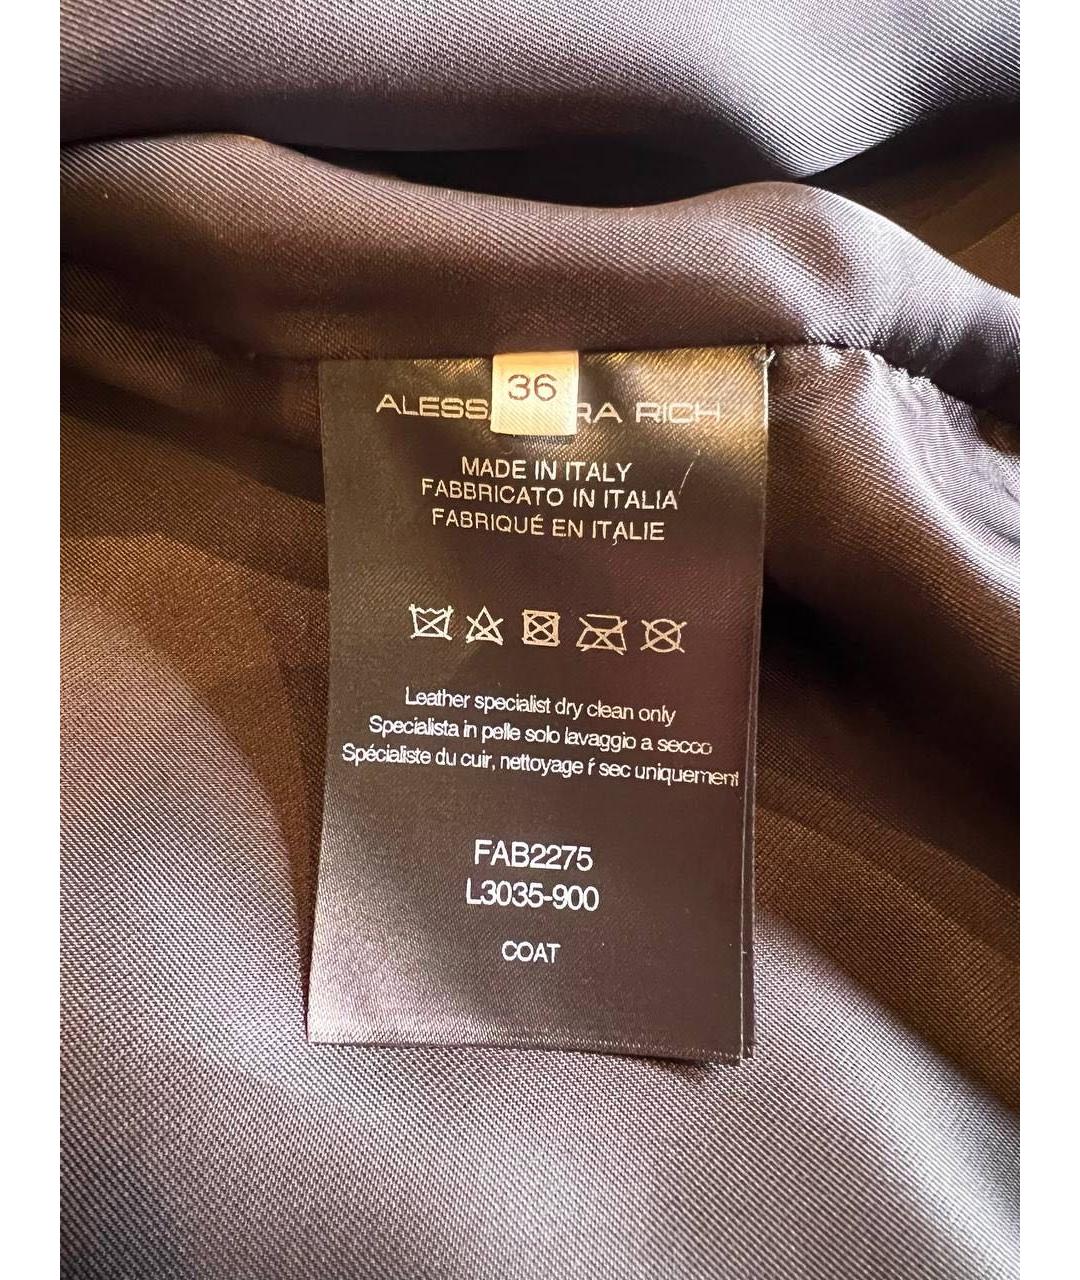 36
RICH
MADE IN ITALY
FABBRICATO IN ITALIA
FABRIQUÉ EN ITALIE
Leather specialist dry clean only
Specialista in pelle solo lavaggio a secco
Spécialiste du cuir, nettoyage ŕ sec uniquement
FAB2275
L3035-900
COAT